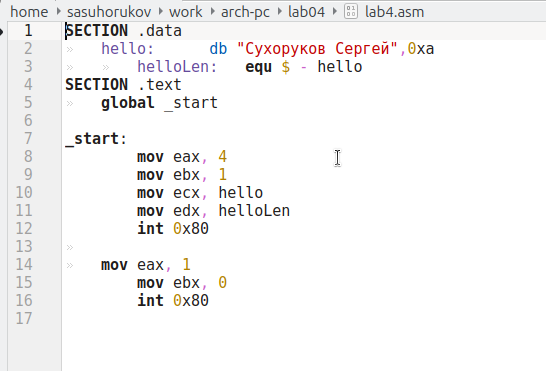 home › sasuhorukov › work › arch-pc › lab04 › lab4.asm
1 SECTION .data
2 » hello: db "Сухоруков Сергей",0xa
3 » » helloLen: equ $ - hello
4 SECTION .text
5 » global _start
6
7 _start:
8 mov eax, 4
9 mov ebx, 1
10 mov ecx, hello
11 mov edx, helloLen
12 int 0x80
13 »
14 » mov eax, 1
15 mov ebx, 0
16 int 0x80
17